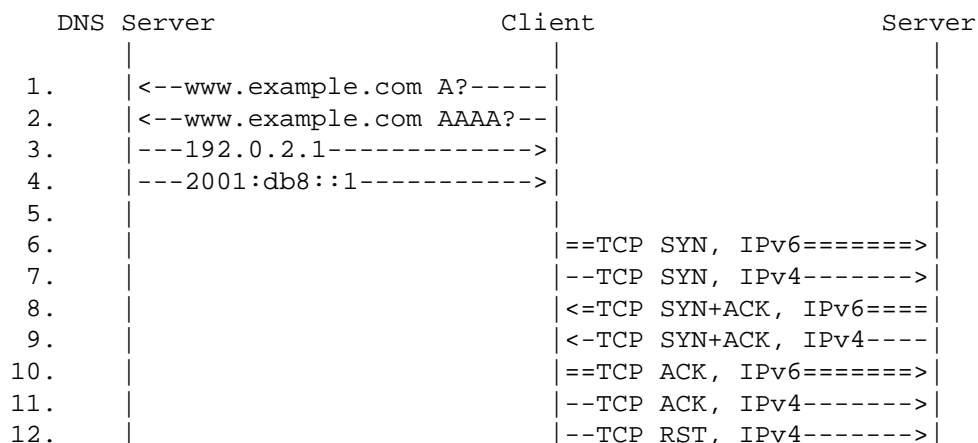 DNS Server                  Client                  Server
     |                          |                       |
 1.  |<--www.example.com A?-----|                       |
 2.  |<--www.example.com AAAA?--|                       |
 3.  |---192.0.2.1------------->|                       |
 4.  |---2001:db8::1----------->|                       |
 5.  |                          |                       |
 6.  |                          |==TCP SYN, IPv6=======>|
 7.  |                          |--TCP SYN, IPv4------->|
 8.  |                          |<=TCP SYN+ACK, IPv6====|
 9.  |                          |<-TCP SYN+ACK, IPv4----|
10.  |                          |==TCP ACK, IPv6=======>|
11.  |                          |--TCP ACK, IPv4------->|
12.  |                          |--TCP RST, IPv4------->|